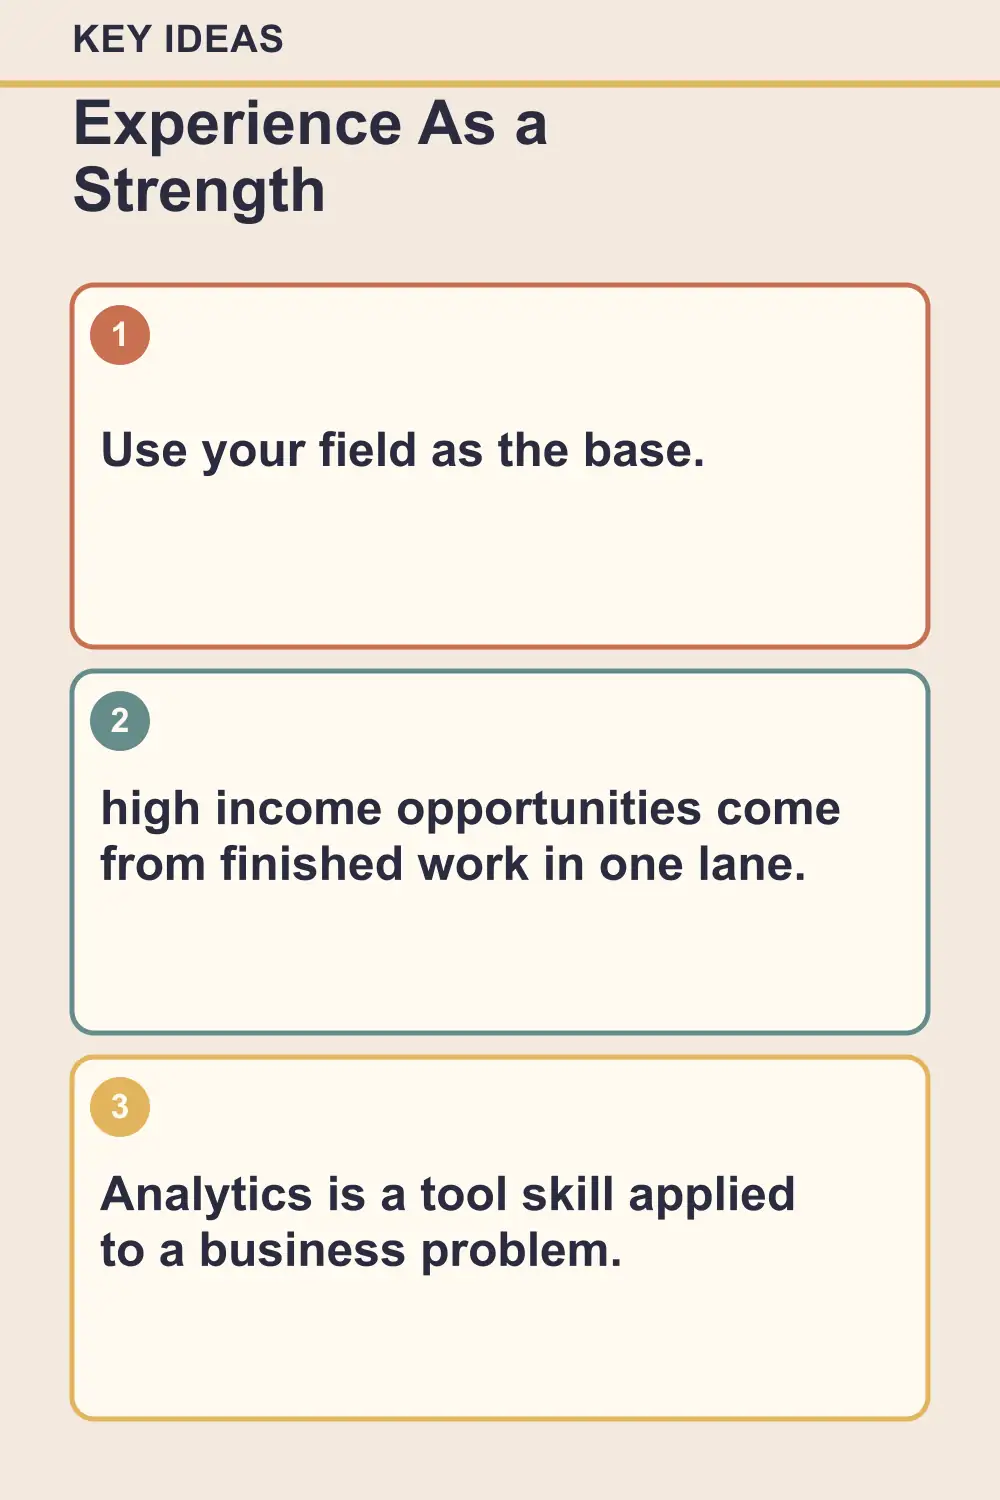 KEY IDEAS
Experience As a
Strength
1
Use your field as the base.
2
high income opportunities come
from finished work in one lane.
3
Analytics is a tool skill applied
to a business problem.